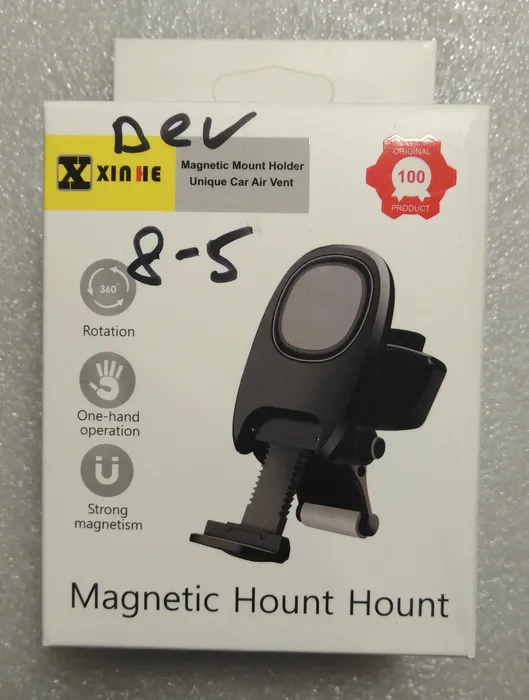 Dev
XINHE
Magnetic Mount Holder
Unique Car Air Vent
ORIGINAL
100
PRODUCT
8-5
360°
Rotation
One-hand
operation
Strong
magnetism
Magnetic Hount Hount